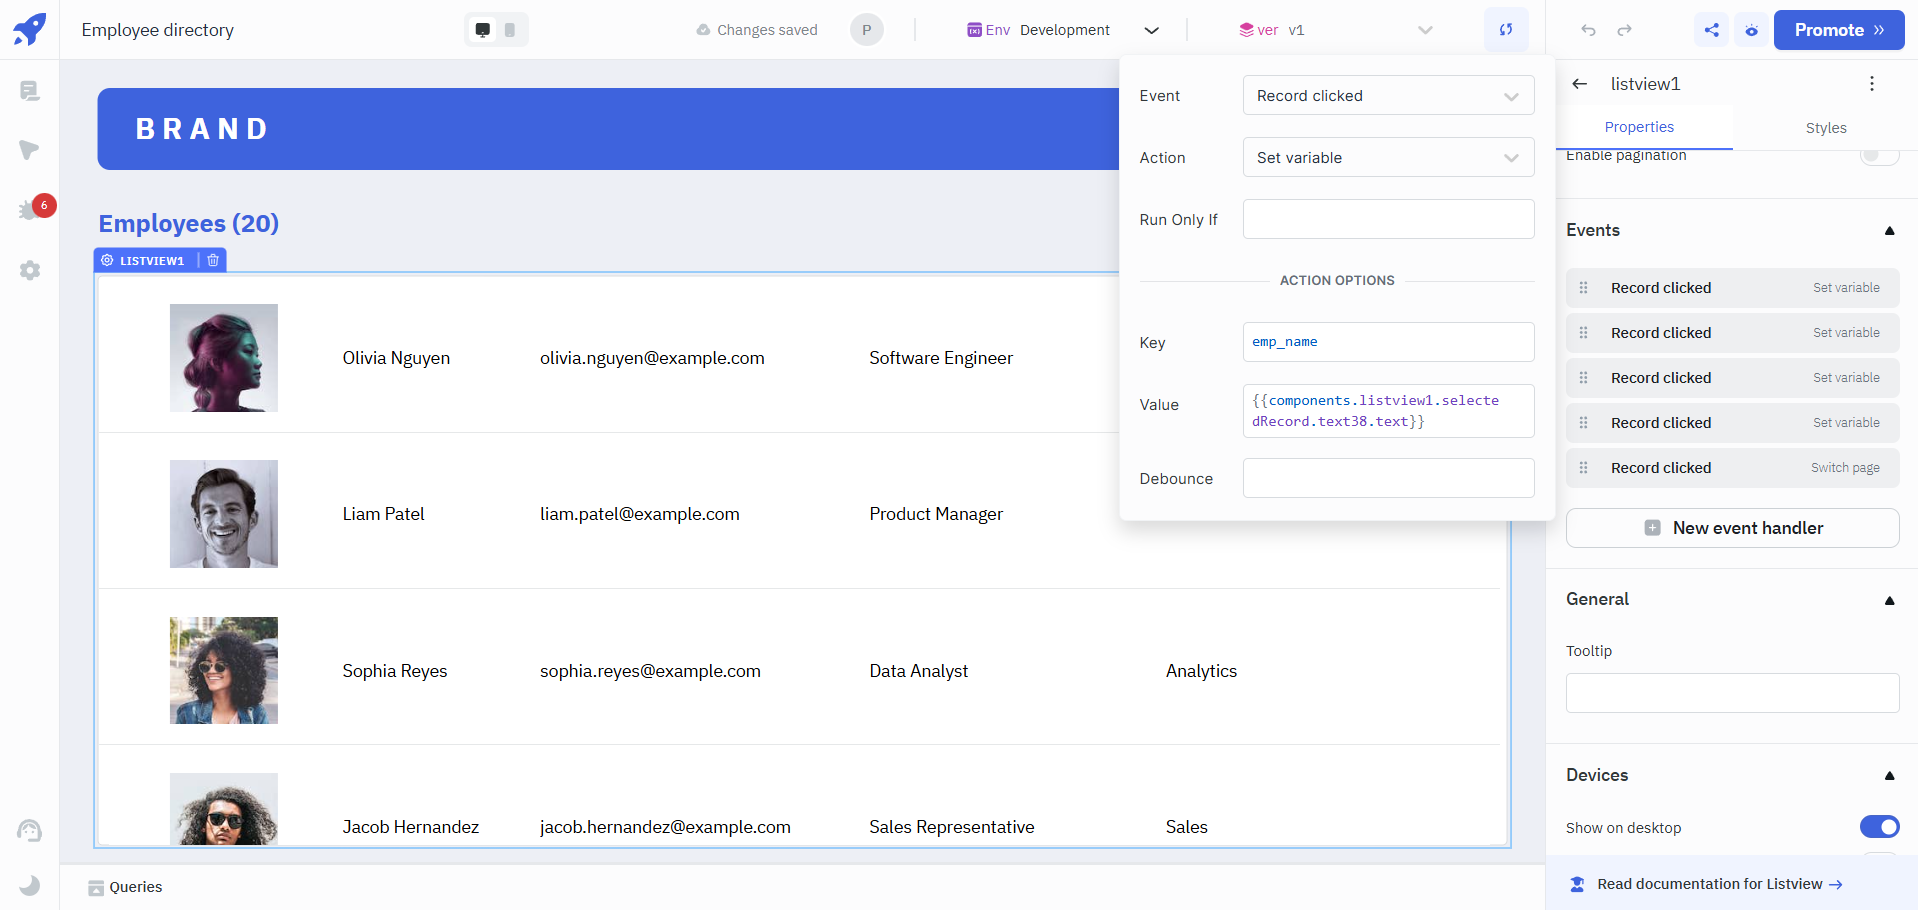 Employee directory
Changes saved
P
Env Development
ver v1
Promote
6
BRAND
Employees (20)
LISTVIEW1
Olivia Nguyen olivia.nguyen@example.com Software Engineer
Liam Patel liam.patel@example.com Product Manager
Sophia Reyes sophia.reyes@example.com Data Analyst Analytics
Jacob Hernandez jacob.hernandez@example.com Sales Representative Sales
Queries
Event Record clicked
Action Set variable
Run Only If
ACTION OPTIONS
Key emp_name
Value {{components.listview1.selecte
dRecord.text38.text}}
Debounce
listview1
Properties Styles
Enable pagination
Events
Record clicked Set variable
Record clicked Set variable
Record clicked Set variable
Record clicked Set variable
Record clicked Switch page
New event handler
General
Tooltip
Devices
Show on desktop
Read documentation for Listview →